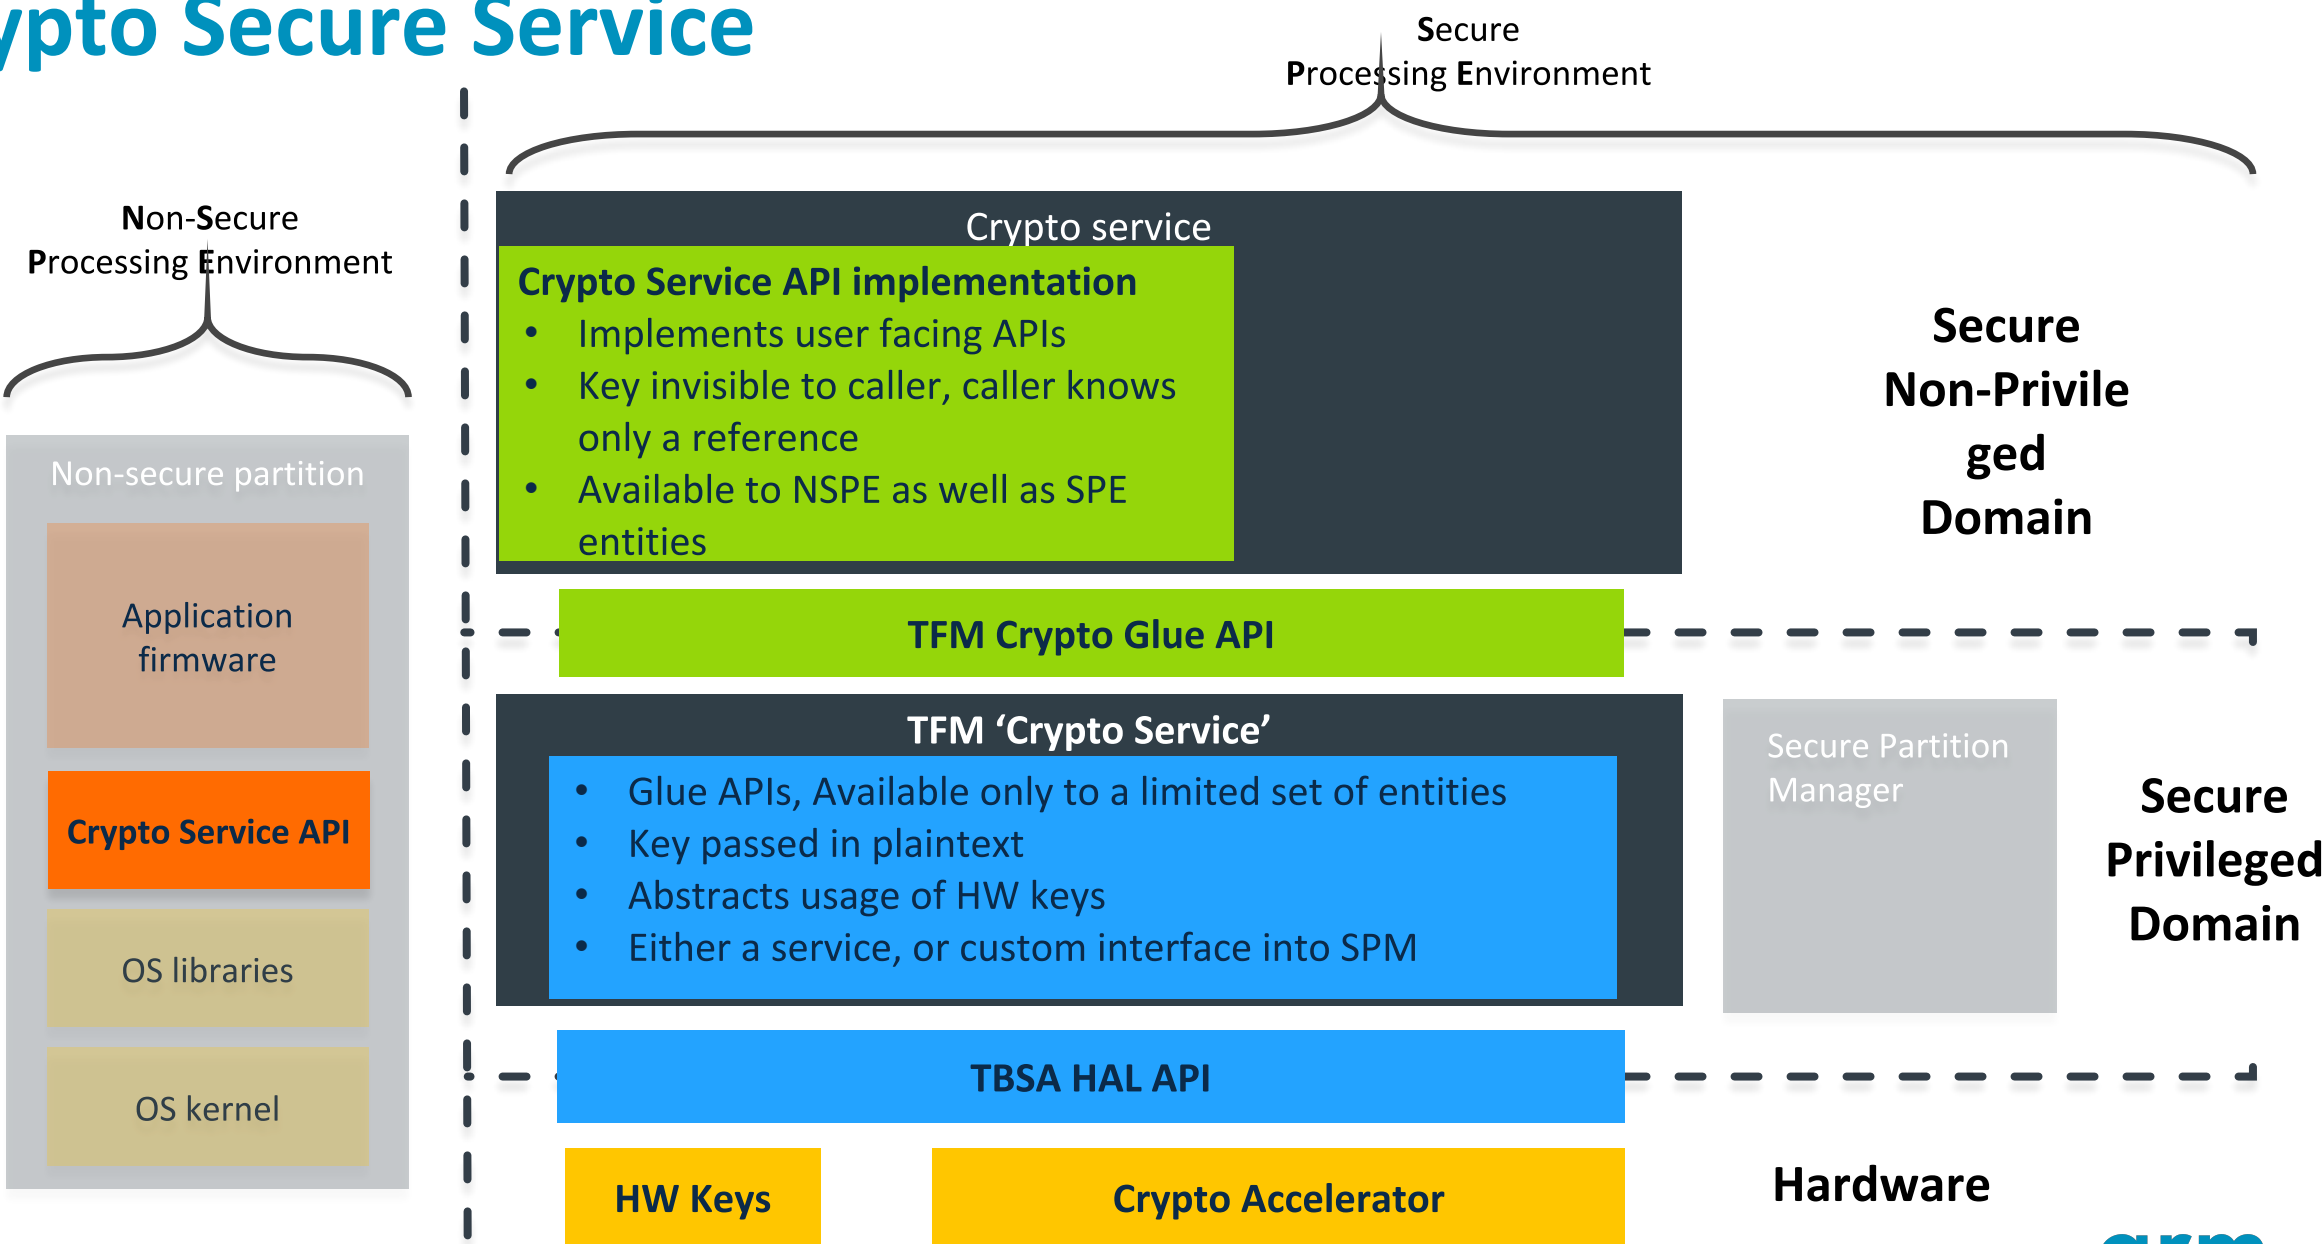 ypto Secure Service
Secure
Processing Environment
Non-Secure
Processing Environment
Non-secure partition
Application
firmware
Crypto Service API
OS libraries
OS kernel
Crypto service
Crypto Service API implementation
• Implements user facing APIs
• Key invisible to caller, caller knows
only a reference
• Available to NSPE as well as SPE
entities
TFM Crypto Glue API
TFM ‘Crypto Service’
• Glue APIs, Available only to a limited set of entities
• Key passed in plaintext
• Abstracts usage of HW keys
• Either a service, or custom interface into SPM
TBSA HAL API
HW Keys
Crypto Accelerator
Secure
Non-Privile
ged
Domain
Secure Partition
Manager
Secure
Privileged
Domain
Hardware
arm